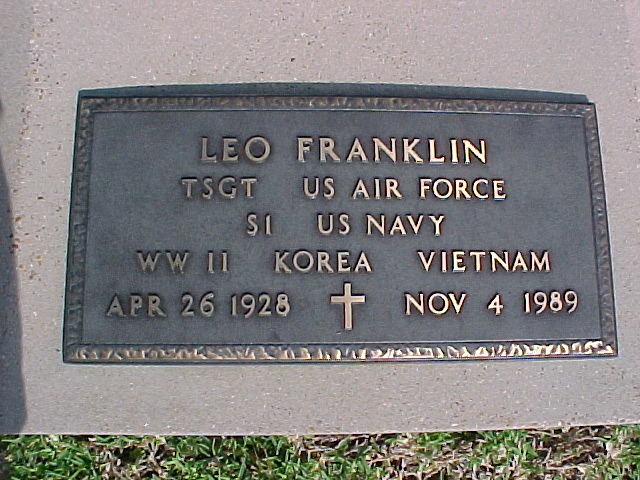 LEO FRANKLIN
TSGT US AIR FORCE
S1 US NAVY
WW II KOREA VIETNAM
APR 26 1928 NOV 4 1989